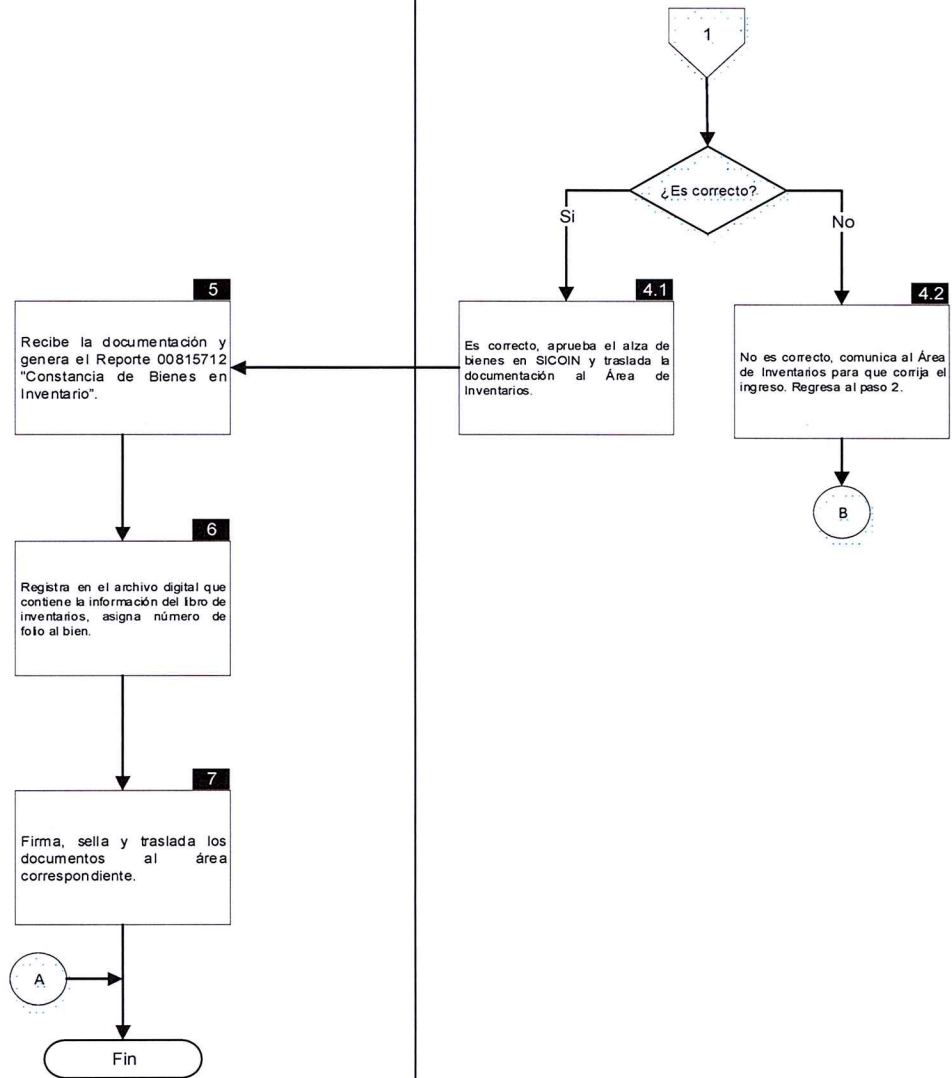 1
¿Es correcto?
Si
No
4.1
Es correcto, aprueba el alza de
bienes en SICOIN y traslada la
documentación al Área de
Inventarios.
4.2
No es correcto, comunica al Área
de Inventarios para que corrija el
ingreso. Regresa al paso 2.
B
5
Recibe la documentación y
genera el Reporte 00815712
"Constancia de Bienes en
Inventario".
6
Registra en el archivo digital que
contiene la información del libro de
inventarios, asigna número de
folio al bien.
7
Firma, sella y traslada los
documentos al área
correspondiente.
A
Fin